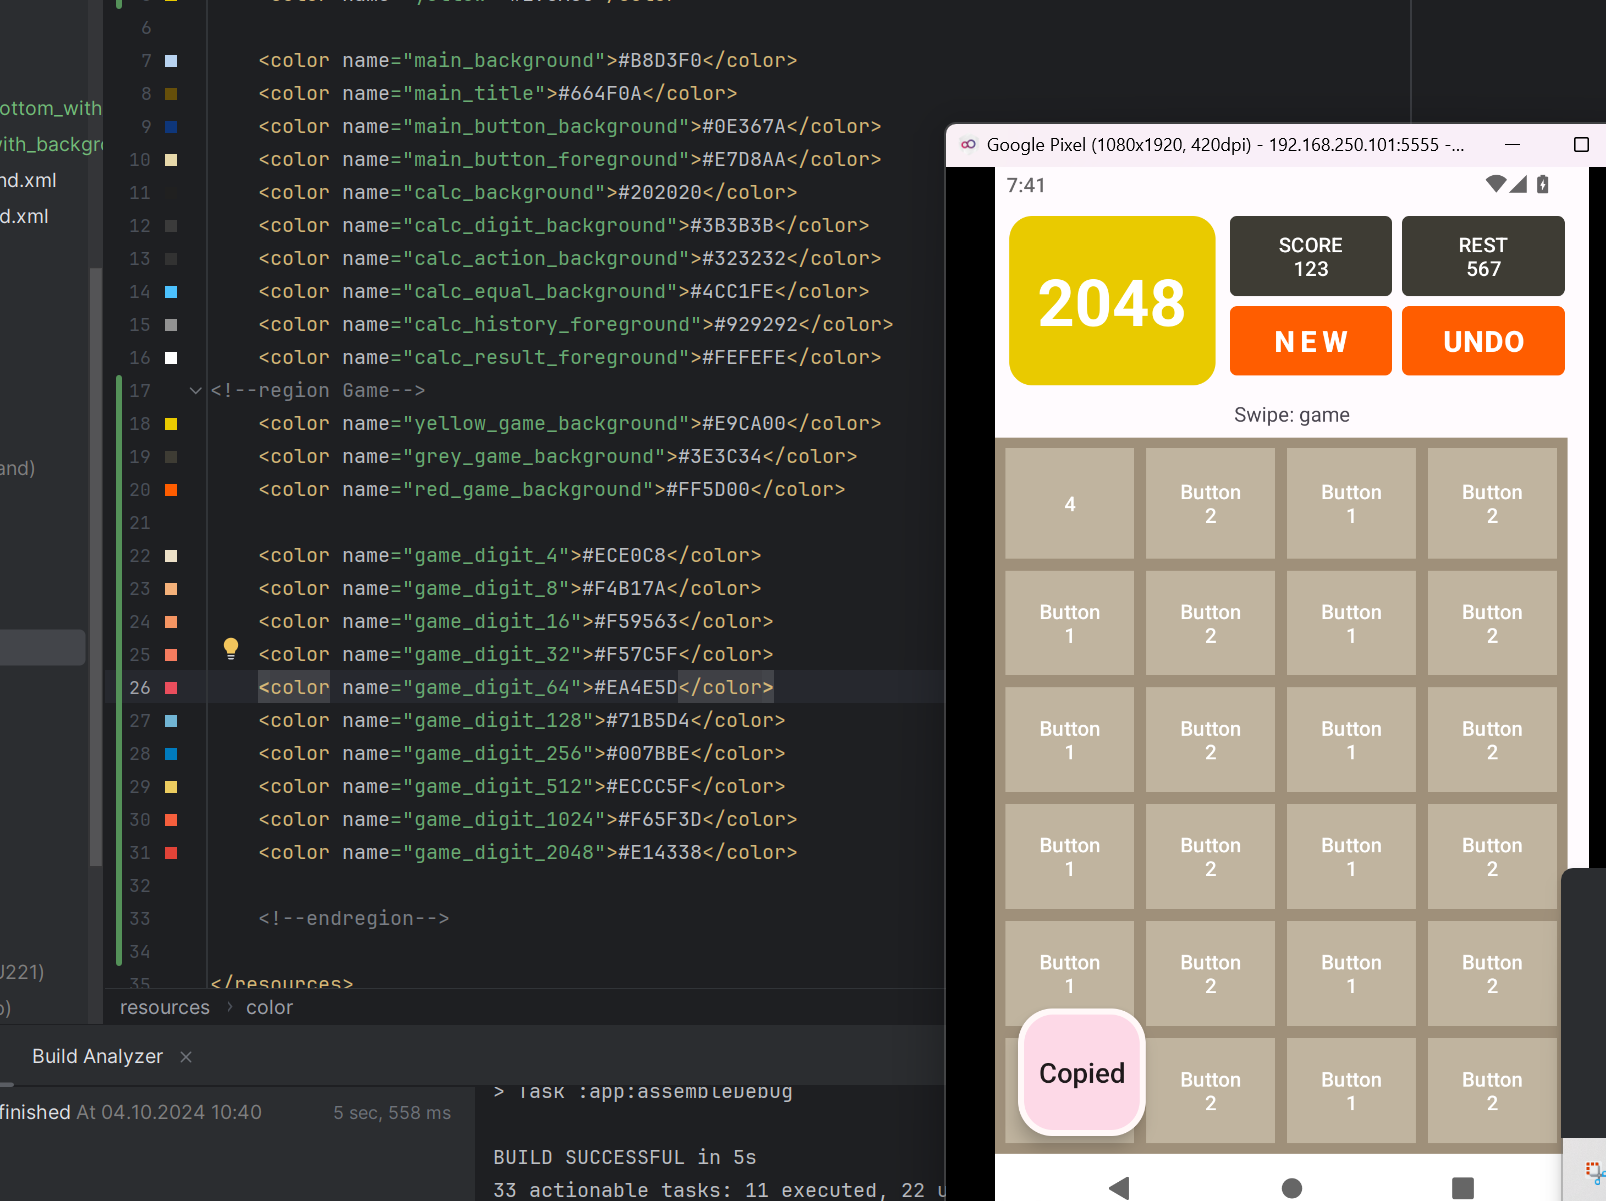 6
7 <color name="main_background">#B8D3F0</color>
8 <color name="main_title">#664F0A</color>
9 <color name="main_button_background">#0E367A</color>
10 <color name="main_button_foreground">#E7D8AA</color>
11 <color name="calc_background">#202020</color>
12 <color name="calc_digit_background">#3B3B3B</color>
13 <color name="calc_action_background">#323232</color>
14 <color name="calc_equal_background">#4CC1FE</color>
15 <color name="calc_history_foreground">#929292</color>
16 <color name="calc_result_foreground">#FEFEFE</color>
17 <!--region Game-->
18 <color name="yellow_game_background">#E9CA00</color>
19 <color name="grey_game_background">#3E3C34</color>
20 <color name="red_game_background">#FF5D00</color>
21
22 <color name="game_digit_4">#ECE0C8</color>
23 <color name="game_digit_8">#F4B17A</color>
24 <color name="game_digit_16">#F59563</color>
25 <color name="game_digit_32">#F57C5F</color>
26 <color name="game_digit_64">#EA4E5D</color>
27 <color name="game_digit_128">#71B5D4</color>
28 <color name="game_digit_256">#007BBE</color>
29 <color name="game_digit_512">#ECCC5F</color>
30 <color name="game_digit_1024">#F65F3D</color>
31 <color name="game_digit_2048">#E14338</color>
32
33 <!--endregion-->
34
35 </resources>
ottom_with
ith_backgr
nd.xml
d.xml
and)
J221)
resources › color
Build Analyzer ×
finished At 04.10.2024 10:40 5 sec, 558 ms
> Task :app:assembleDebug
BUILD SUCCESSFUL in 5s
33 actionable tasks: 11 executed, 22 u
Google Pixel (1080x1920, 420dpi) - 192.168.250.101:5555 -...
7:41
2048
SCORE
123
REST
567
NEW
UNDO
Swipe: game
4
Button
2
Button
1
Button
2
Button
1
Button
2
Button
1
Button
2
Button
1
Button
2
Button
1
Button
2
Button
1
Button
2
Button
1
Button
2
Button
1
Button
2
Button
1
Button
2
Copied
Button
2
Button
1
Button
2